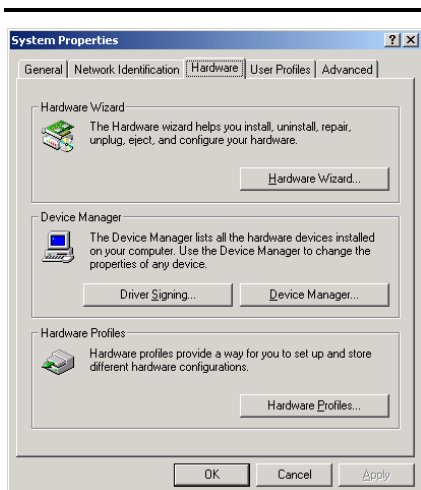 System Properties
? X
General Network Identification Hardware User Profiles Advanced
Hardware Wizard
The Hardware wizard helps you install, uninstall, repair,
unplug, eject, and configure your hardware.
Hardware Wizard...
Device Manager
The Device Manager lists all the hardware devices installed
on your computer. Use the Device Manager to change the
properties of any device.
Driver Signing... Device Manager...
Hardware Profiles
Hardware profiles provide a way for you to set up and store
different hardware configurations.
Hardware Profiles...
OK Cancel Apply